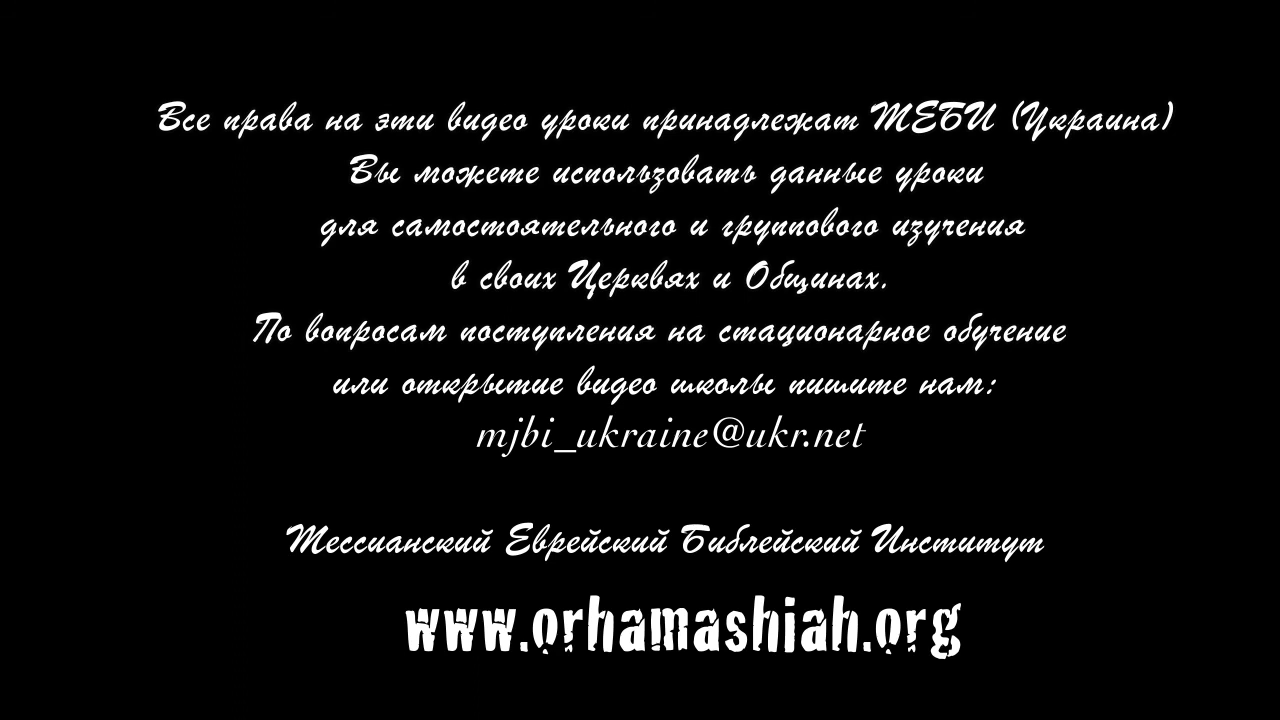 Все права на эти видео уроки принадлежат МЕБИ (Украина)
Вы можете использовать данные уроки
для самостоятельного и группового изучения
в своих Церквях и Общинах.
По вопросам поступления на стационарное обучение
или открытие видео школы пишите нам:
mjbi_ukraine@ukr.net
Мессианский Еврейский Библейский Институт
www.orhamashiah.org